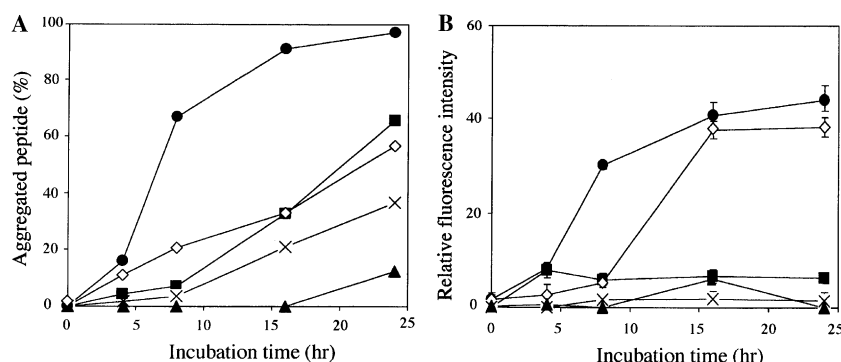 A
B
Aggregated peptide (%)
100
80
60
40
20
0
0 5 10 15 20 25
Incubation time (hr)
Relative fluorescence intensity
60
40
20
0
0 5 10 15 20 25
Incubation time (hr)